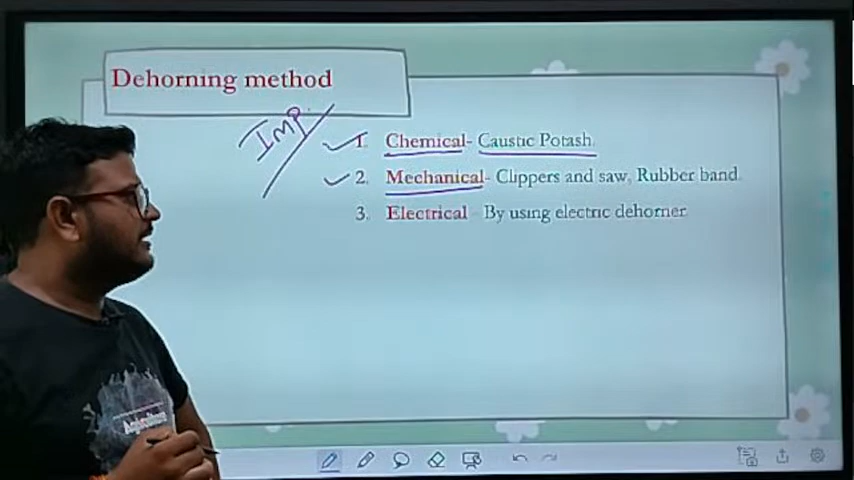 Dehorning method
IMP.
1. Chemical- Caustic Potash.
2. Mechanical- Clippers and saw, Rubber band.
3. Electrical - By using electric dehorner.